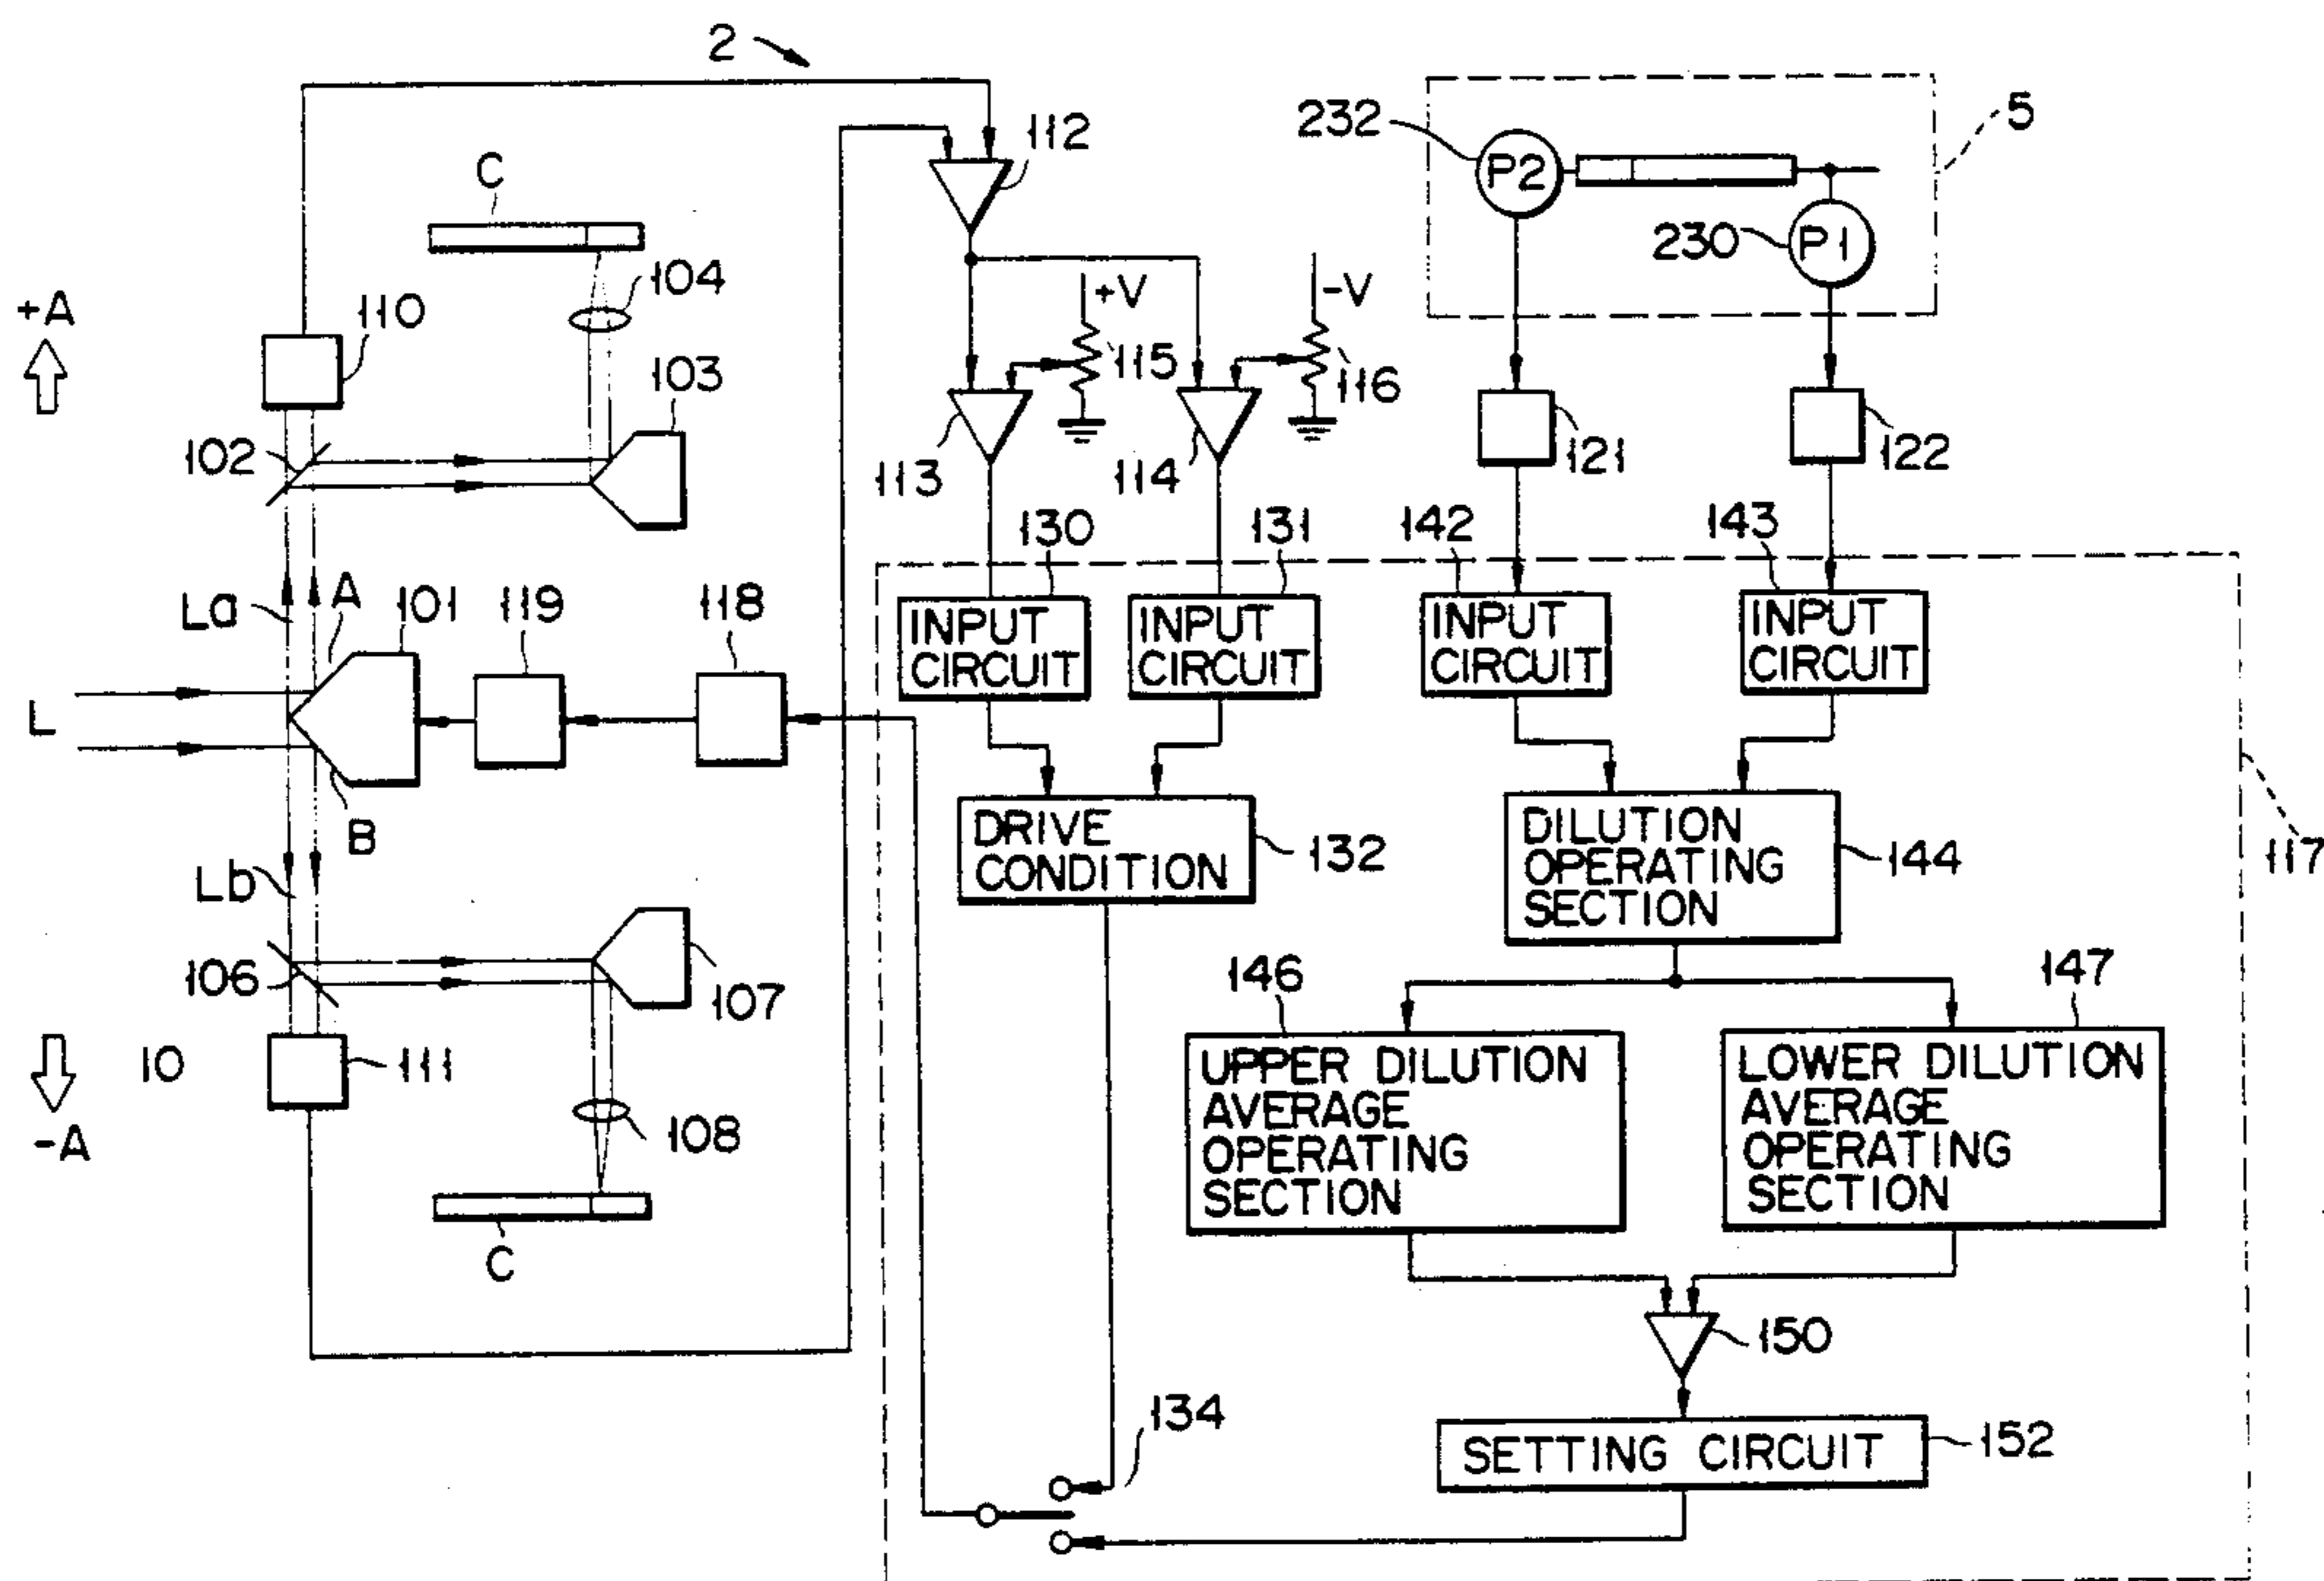 2
232
P2
5
112
C
230
P1
104
+A
110
+V
-V
115
116
103
102
113
114
121
122
130
131
142
143
La
A
101
119
118
INPUT
CIRCUIT
INPUT
CIRCUIT
INPUT
CIRCUIT
INPUT
CIRCUIT
L
B
DRIVE
CONDITION
132
DILUTION
OPERATING
SECTION
144
117
Lb
106
107
146
147
10
111
-A
108
UPPER DILUTION
AVERAGE
OPERATING
SECTION
LOWER DILUTION
AVERAGE
OPERATING
SECTION
C
150
134
SETTING CIRCUIT
152